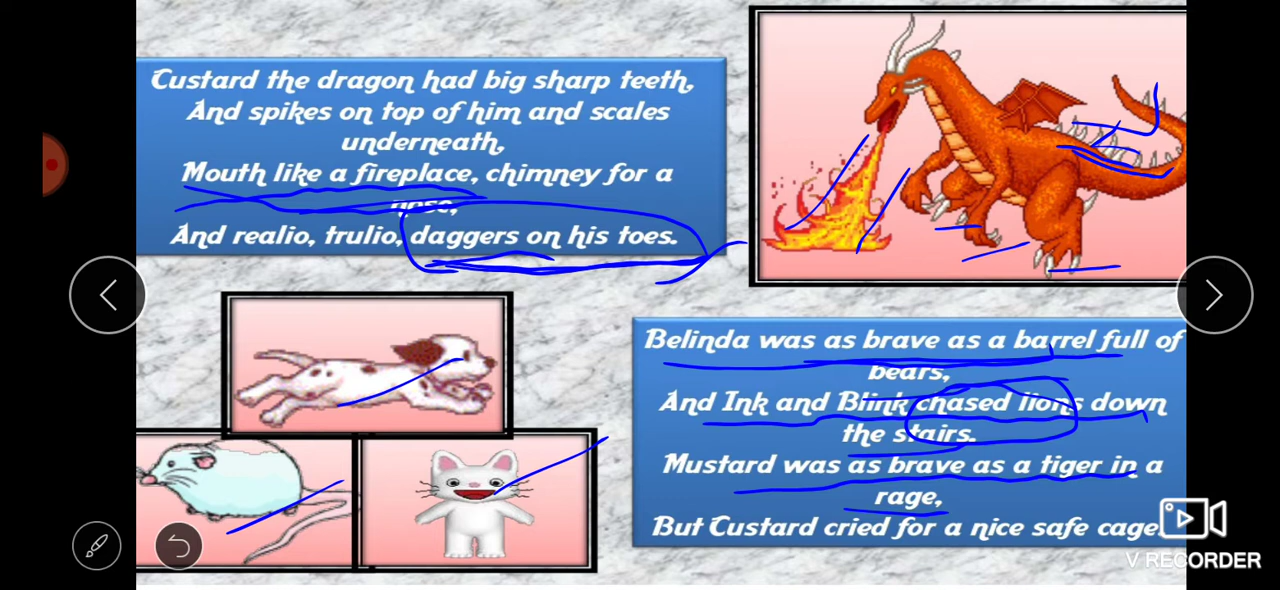 Custard the dragon had big sharp teeth,
And spikes on top of him and scales
underneath,
Mouth like a fireplace, chimney for a
nose,
And realio, trulio, daggers on his toes.
Belinda was as brave as a barrel full of
bears,
And Ink and Blink chased lions down
the stairs.
Mustard was as brave as a tiger in a
rage,
But Custard cried for a nice safe cage.
V RECORDER